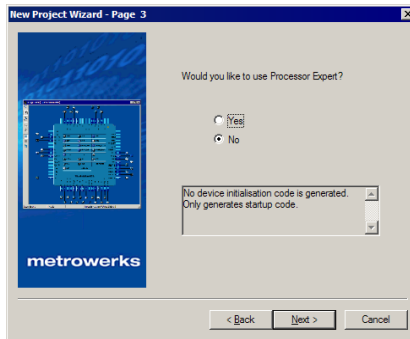 New Project Wizard - Page 3
Would you like to use Processor Expert?
Yes
No
No device initialisation code is generated.
Only generates startup code.
metrowerks
< Back
Next >
Cancel